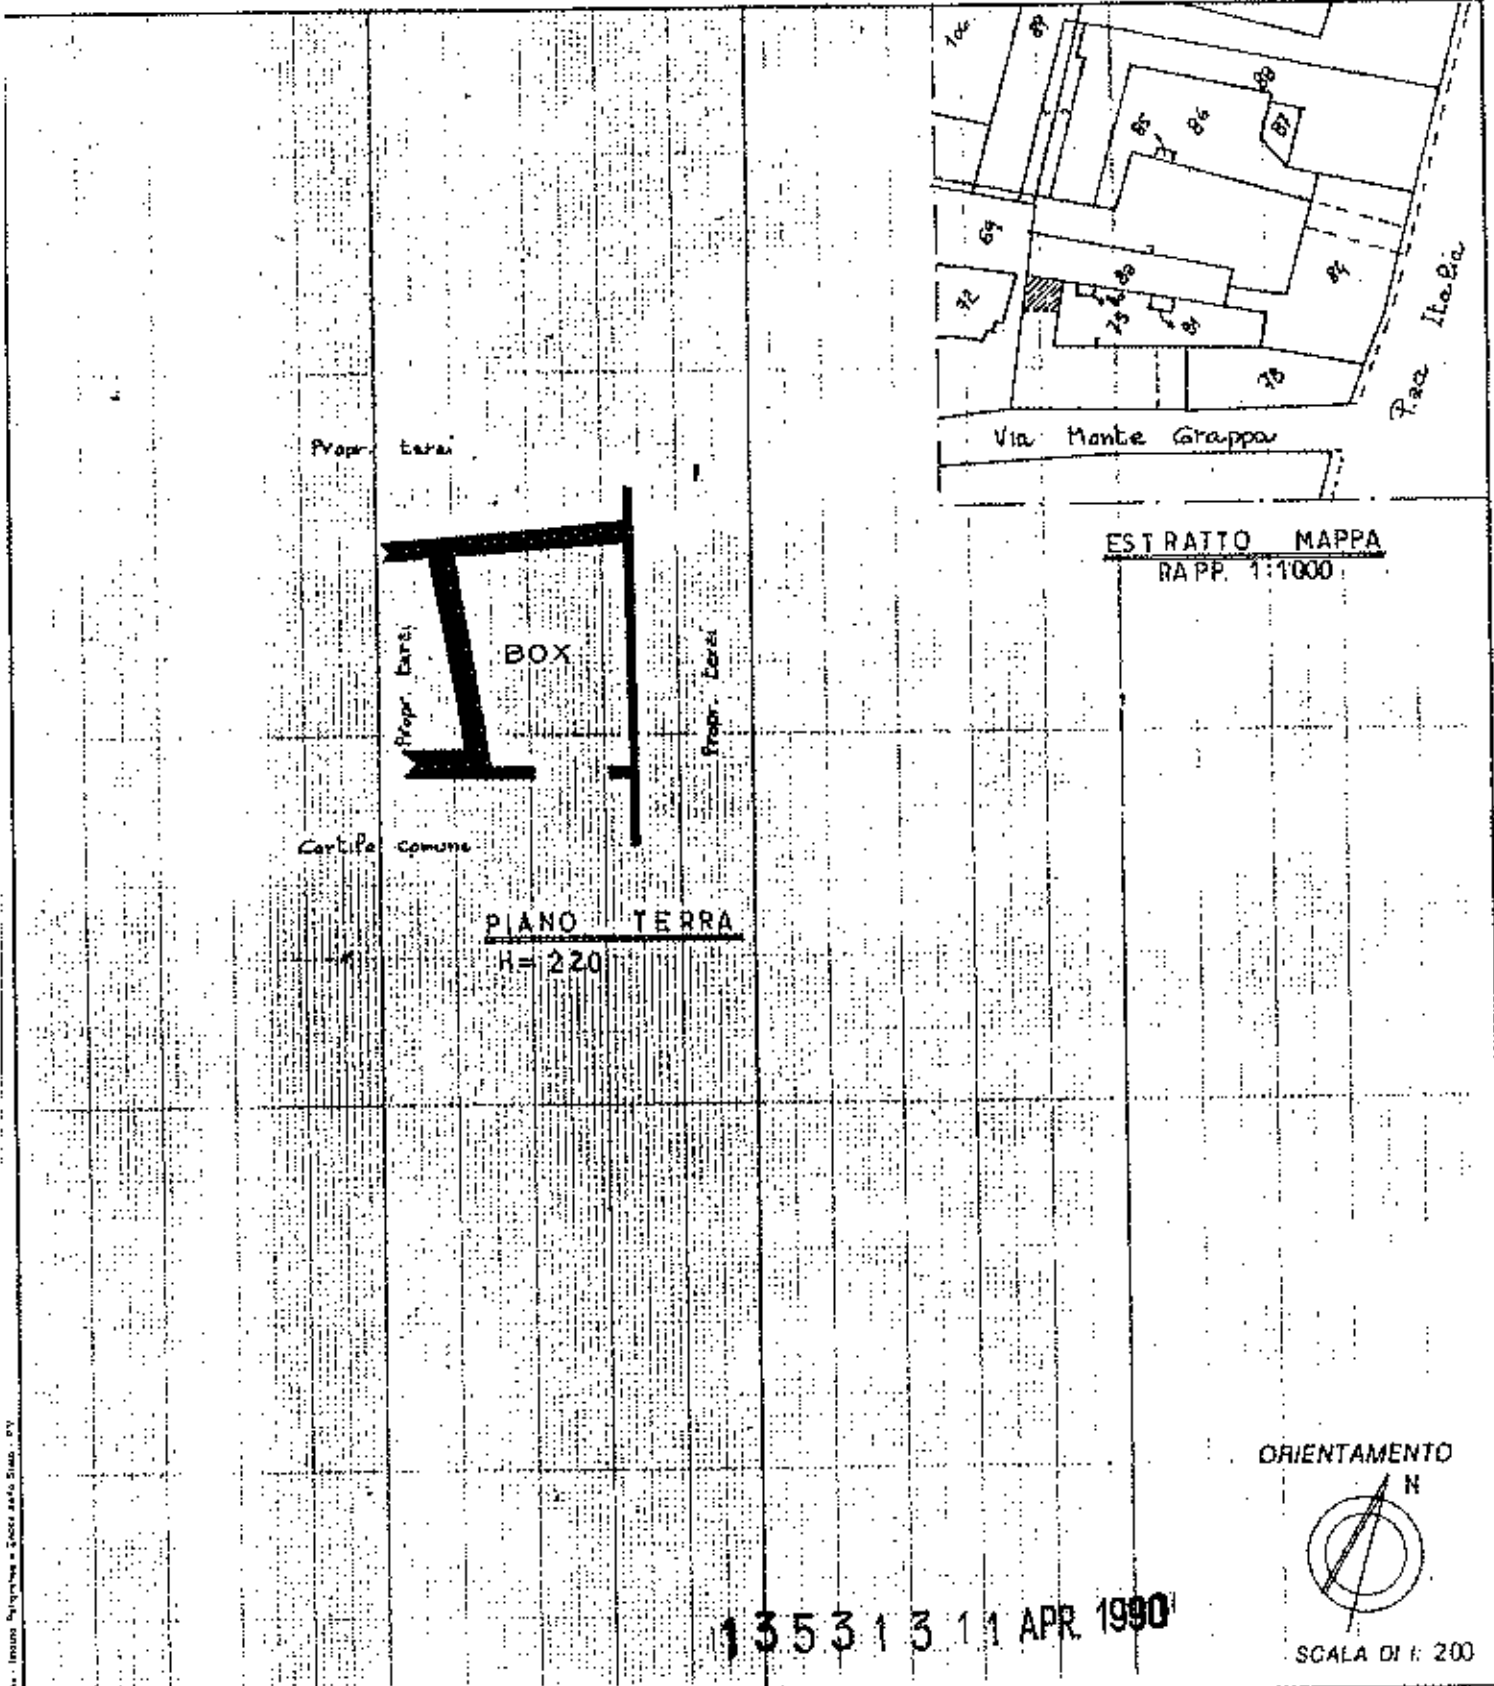 106
89
88
85
86
87
69
84
72
80
75
81
78
P.za Italia
Via Monte Grappa
ESTRATTO MAPPA
RAPP. 1:1000
Propr. terzi
Propr. terzi
BOX
Propr. terzi
Cortile comune
PIANO TERRA
H= 220
ORIENTAMENTO
N
135313 11 APR. 1990
SCALA DI 1: 200